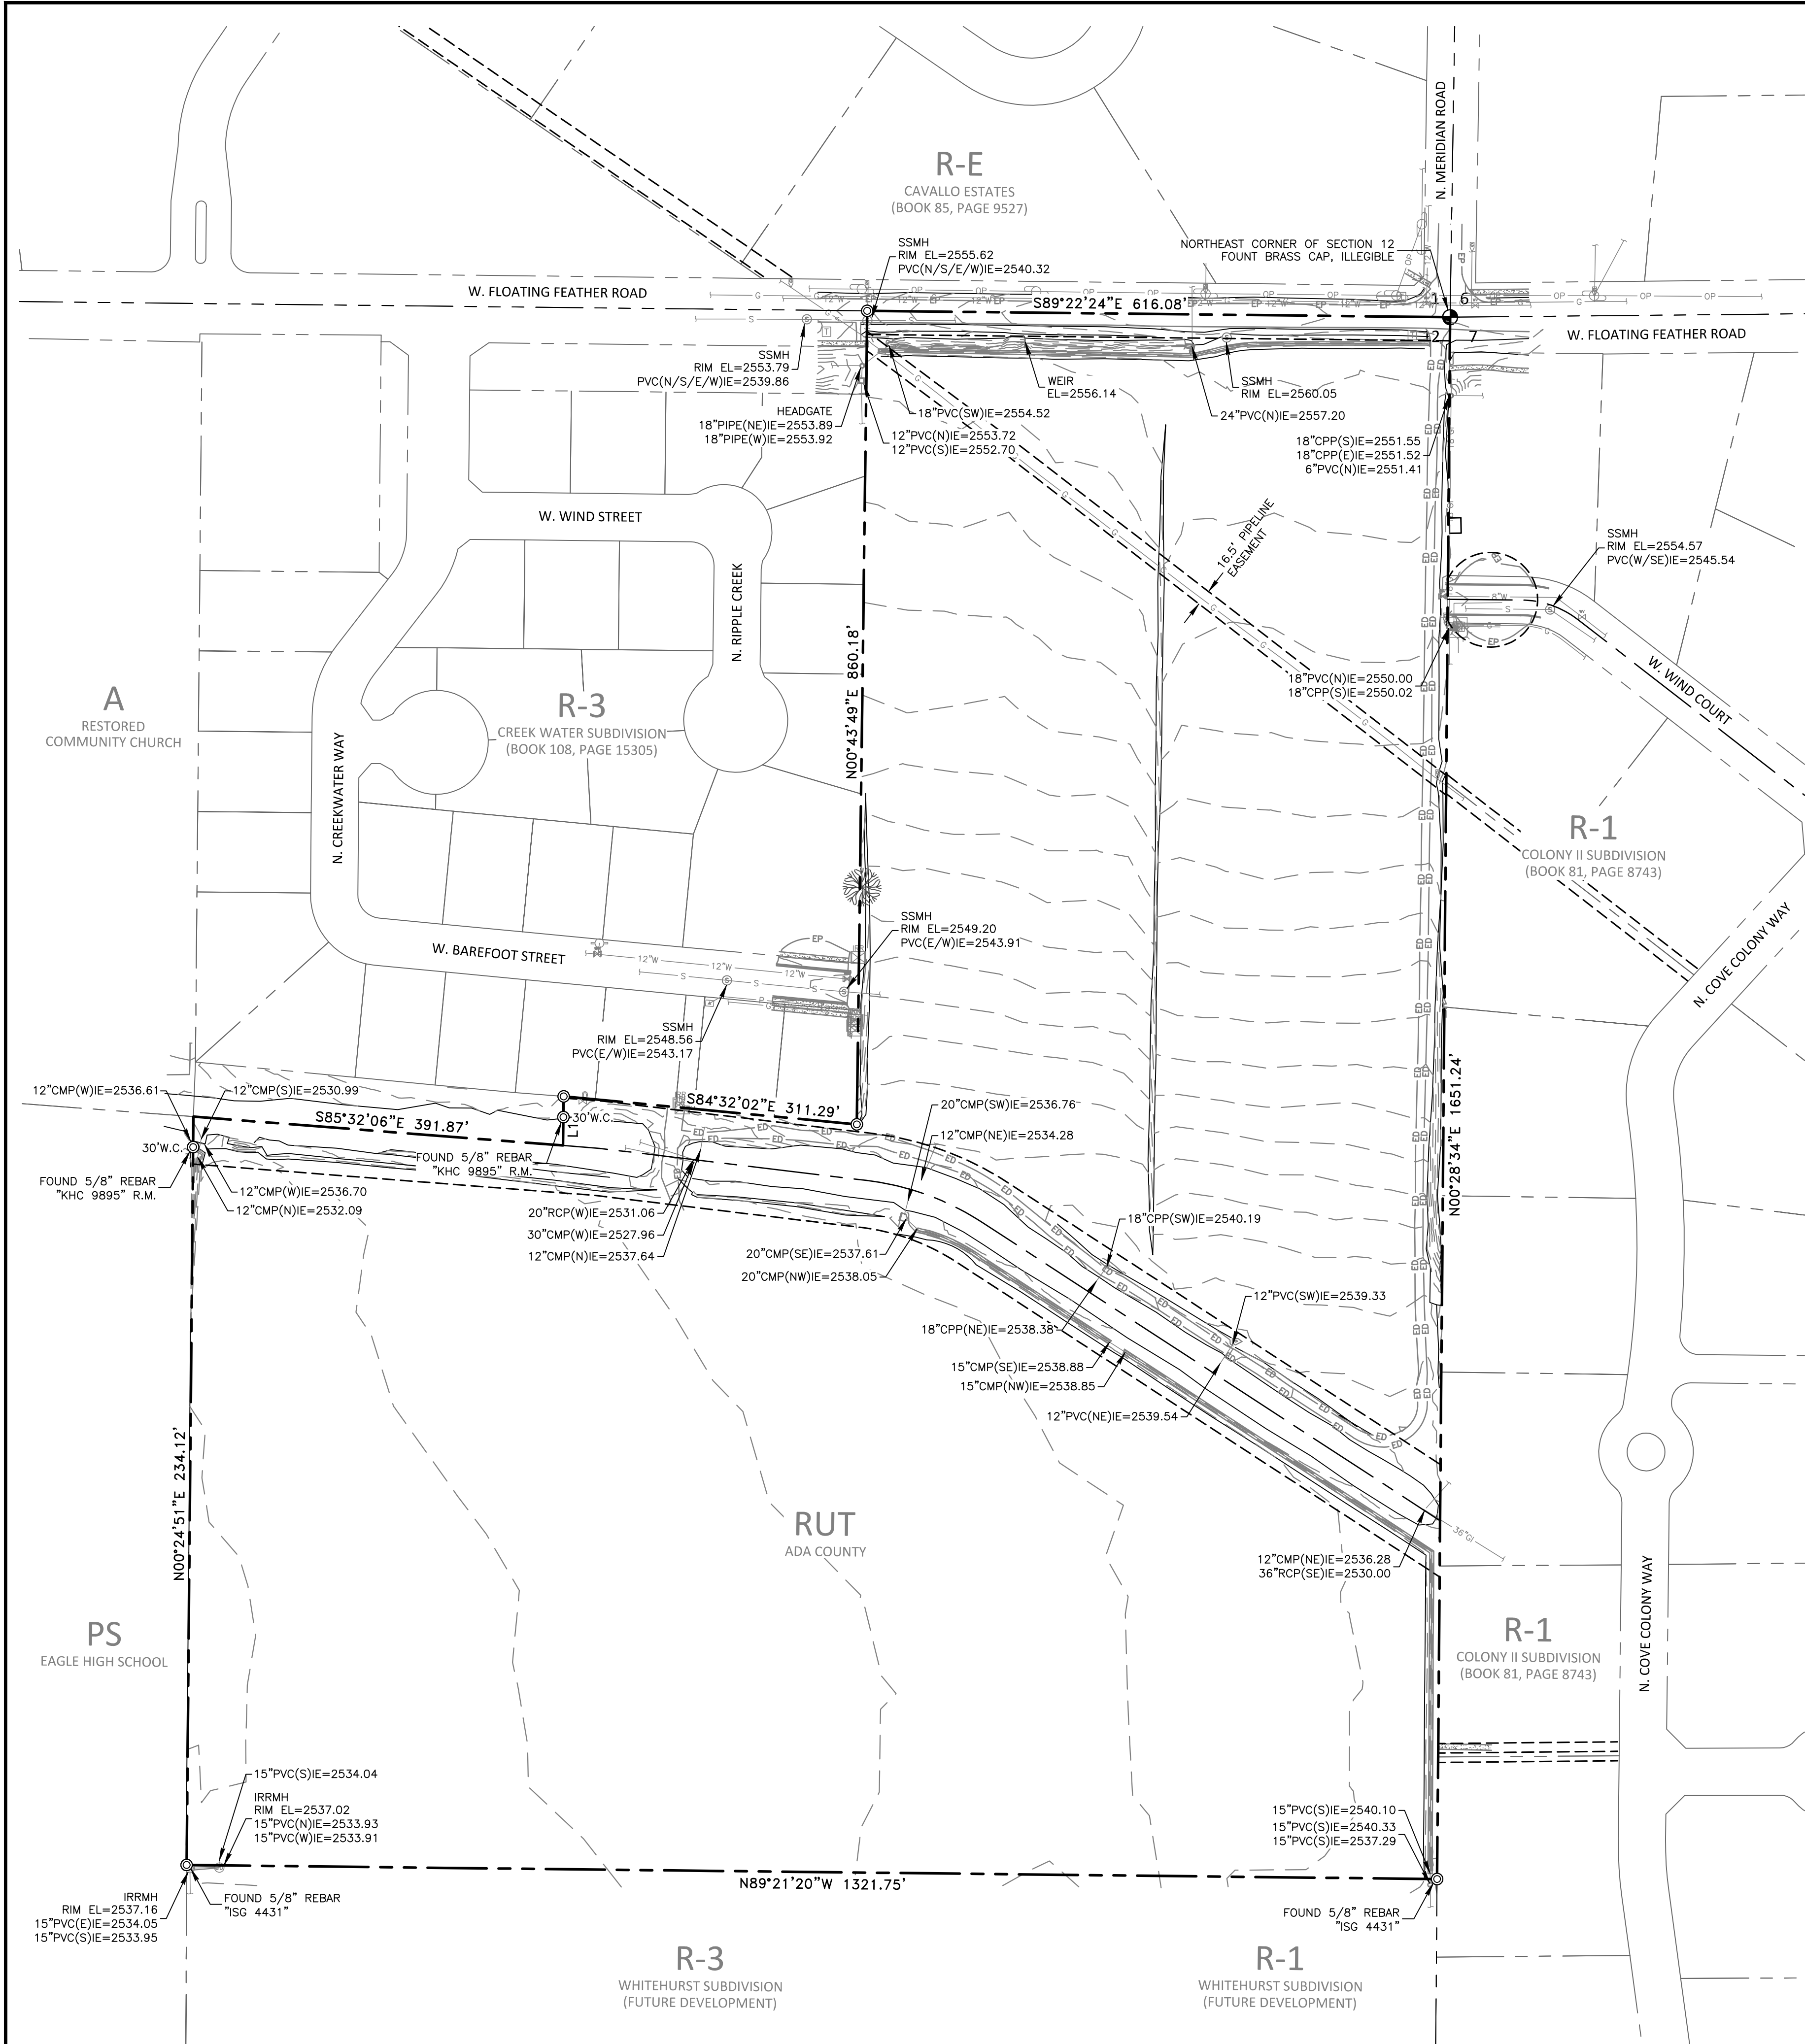 N. MERIDIAN ROAD
R-E
CAVALLO ESTATES
(BOOK 85, PAGE 9527)
SSMH
RIM EL=2555.62
PVC(N/S/E/W)IE=2540.32
NORTHEAST CORNER OF SECTION 12
FOUNT BRASS CAP, ILLEGIBLE
W. FLOATING FEATHER ROAD
S89°22'24"E 616.08'
1 6
12 7
W. FLOATING FEATHER ROAD
SSMH
RIM EL=2553.79
PVC(N/S/E/W)IE=2539.86
WEIR
EL=2556.14
SSMH
RIM EL=2560.05
24"PVC(N)IE=2557.20
HEADGATE
18"PIPE(NE)IE=2553.89
18"PIPE(W)IE=2553.92
18"PVC(SW)IE=2554.52
12"PVC(N)IE=2553.72
12"PVC(S)IE=2552.70
18"CPP(S)IE=2551.55
18"CPP(E)IE=2551.52
6"PVC(N)IE=2551.41
W. WIND STREET
16.5' PIPELINE
EASEMENT
SSMH
RIM EL=2554.57
PVC(W/SE)IE=2545.54
8"W
N. RIPPLE CREEK
N00°43'49"E 860.18'
W. WIND COURT
18"PVC(N)IE=2550.00
18"CPP(S)IE=2550.02
A
RESTORED
COMMUNITY CHURCH
R-3
CREEK WATER SUBDIVISION
(BOOK 108, PAGE 15305)
N. CREEKWATER WAY
R-1
COLONY II SUBDIVISION
(BOOK 81, PAGE 8743)
N. COVE COLONY WAY
SSMH
RIM EL=2549.20
PVC(E/W)IE=2543.91
W. BAREFOOT STREET
EP
12"W 12"W 12"W
S S S
SSMH
RIM EL=2548.56
PVC(E/W)IE=2543.17
N00°28'34"E 1651.24'
12"CMP(W)IE=2536.61
12"CMP(S)IE=2530.99
S84°32'02"E 311.29'
S85°32'06"E 391.87'
30'W.C.
L1
30'W.C.
20"CMP(SW)IE=2536.76
12"CMP(NE)IE=2534.28
FOUND 5/8" REBAR
"KHC 9895" R.M.
FOUND 5/8" REBAR
"KHC 9895" R.M.
12"CMP(W)IE=2536.70
12"CMP(N)IE=2532.09
20"RCP(W)IE=2531.06
30"CMP(W)IE=2527.96
12"CMP(N)IE=2537.64
18"CPP(SW)IE=2540.19
20"CMP(SE)IE=2537.61
20"CMP(NW)IE=2538.05
12"PVC(SW)IE=2539.33
18"CPP(NE)IE=2538.38
15"CMP(SE)IE=2538.88
15"CMP(NW)IE=2538.85
12"PVC(NE)IE=2539.54
N00°24'51"E 234.12'
RUT
ADA COUNTY
36"GI
12"CMP(NE)IE=2536.28
36"RCP(SE)IE=2530.00
PS
EAGLE HIGH SCHOOL
R-1
COLONY II SUBDIVISION
(BOOK 81, PAGE 8743)
N. COVE COLONY WAY
15"PVC(S)IE=2534.04
IRRMH
RIM EL=2537.02
15"PVC(N)IE=2533.93
15"PVC(W)IE=2533.91
15"PVC(S)IE=2540.10
15"PVC(S)IE=2540.33
15"PVC(S)IE=2537.29
N89°21'20"W 1321.75'
IRRMH
RIM EL=2537.16
15"PVC(E)IE=2534.05
15"PVC(S)IE=2533.95
FOUND 5/8" REBAR
"ISG 4431"
FOUND 5/8" REBAR
"ISG 4431"
R-3
WHITEHURST SUBDIVISION
(FUTURE DEVELOPMENT)
R-1
WHITEHURST SUBDIVISION
(FUTURE DEVELOPMENT)